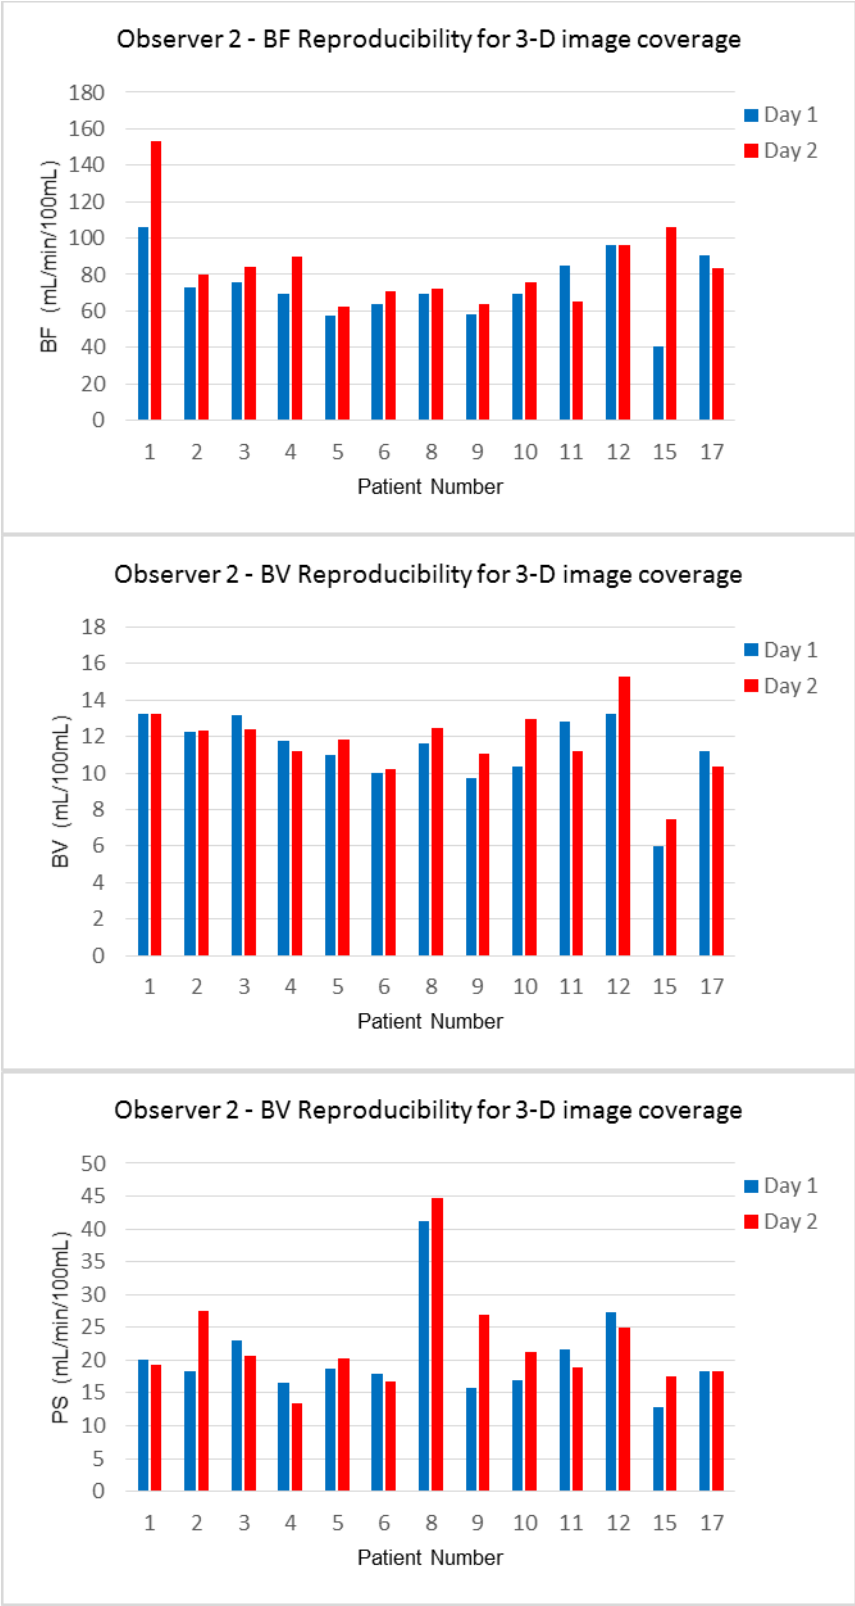 Observer 2 - BF Reproducibility for 3-D image coverage
180
160
140
120
100
80
60
40
20
0
BF (mL/min/100mL)
Day 1
Day 2
1 2 3 4 5 6 8 9 10 11 12 15 17
Patient Number
Observer 2 - BV Reproducibility for 3-D image coverage
18
16
14
12
10
8
6
4
2
0
BV (mL/100mL)
Day 1
Day 2
1 2 3 4 5 6 8 9 10 11 12 15 17
Patient Number
Observer 2 - BV Reproducibility for 3-D image coverage
50
45
40
35
30
25
20
15
10
5
0
PS (mL/min/100mL)
Day 1
Day 2
1 2 3 4 5 6 8 9 10 11 12 15 17
Patient Number